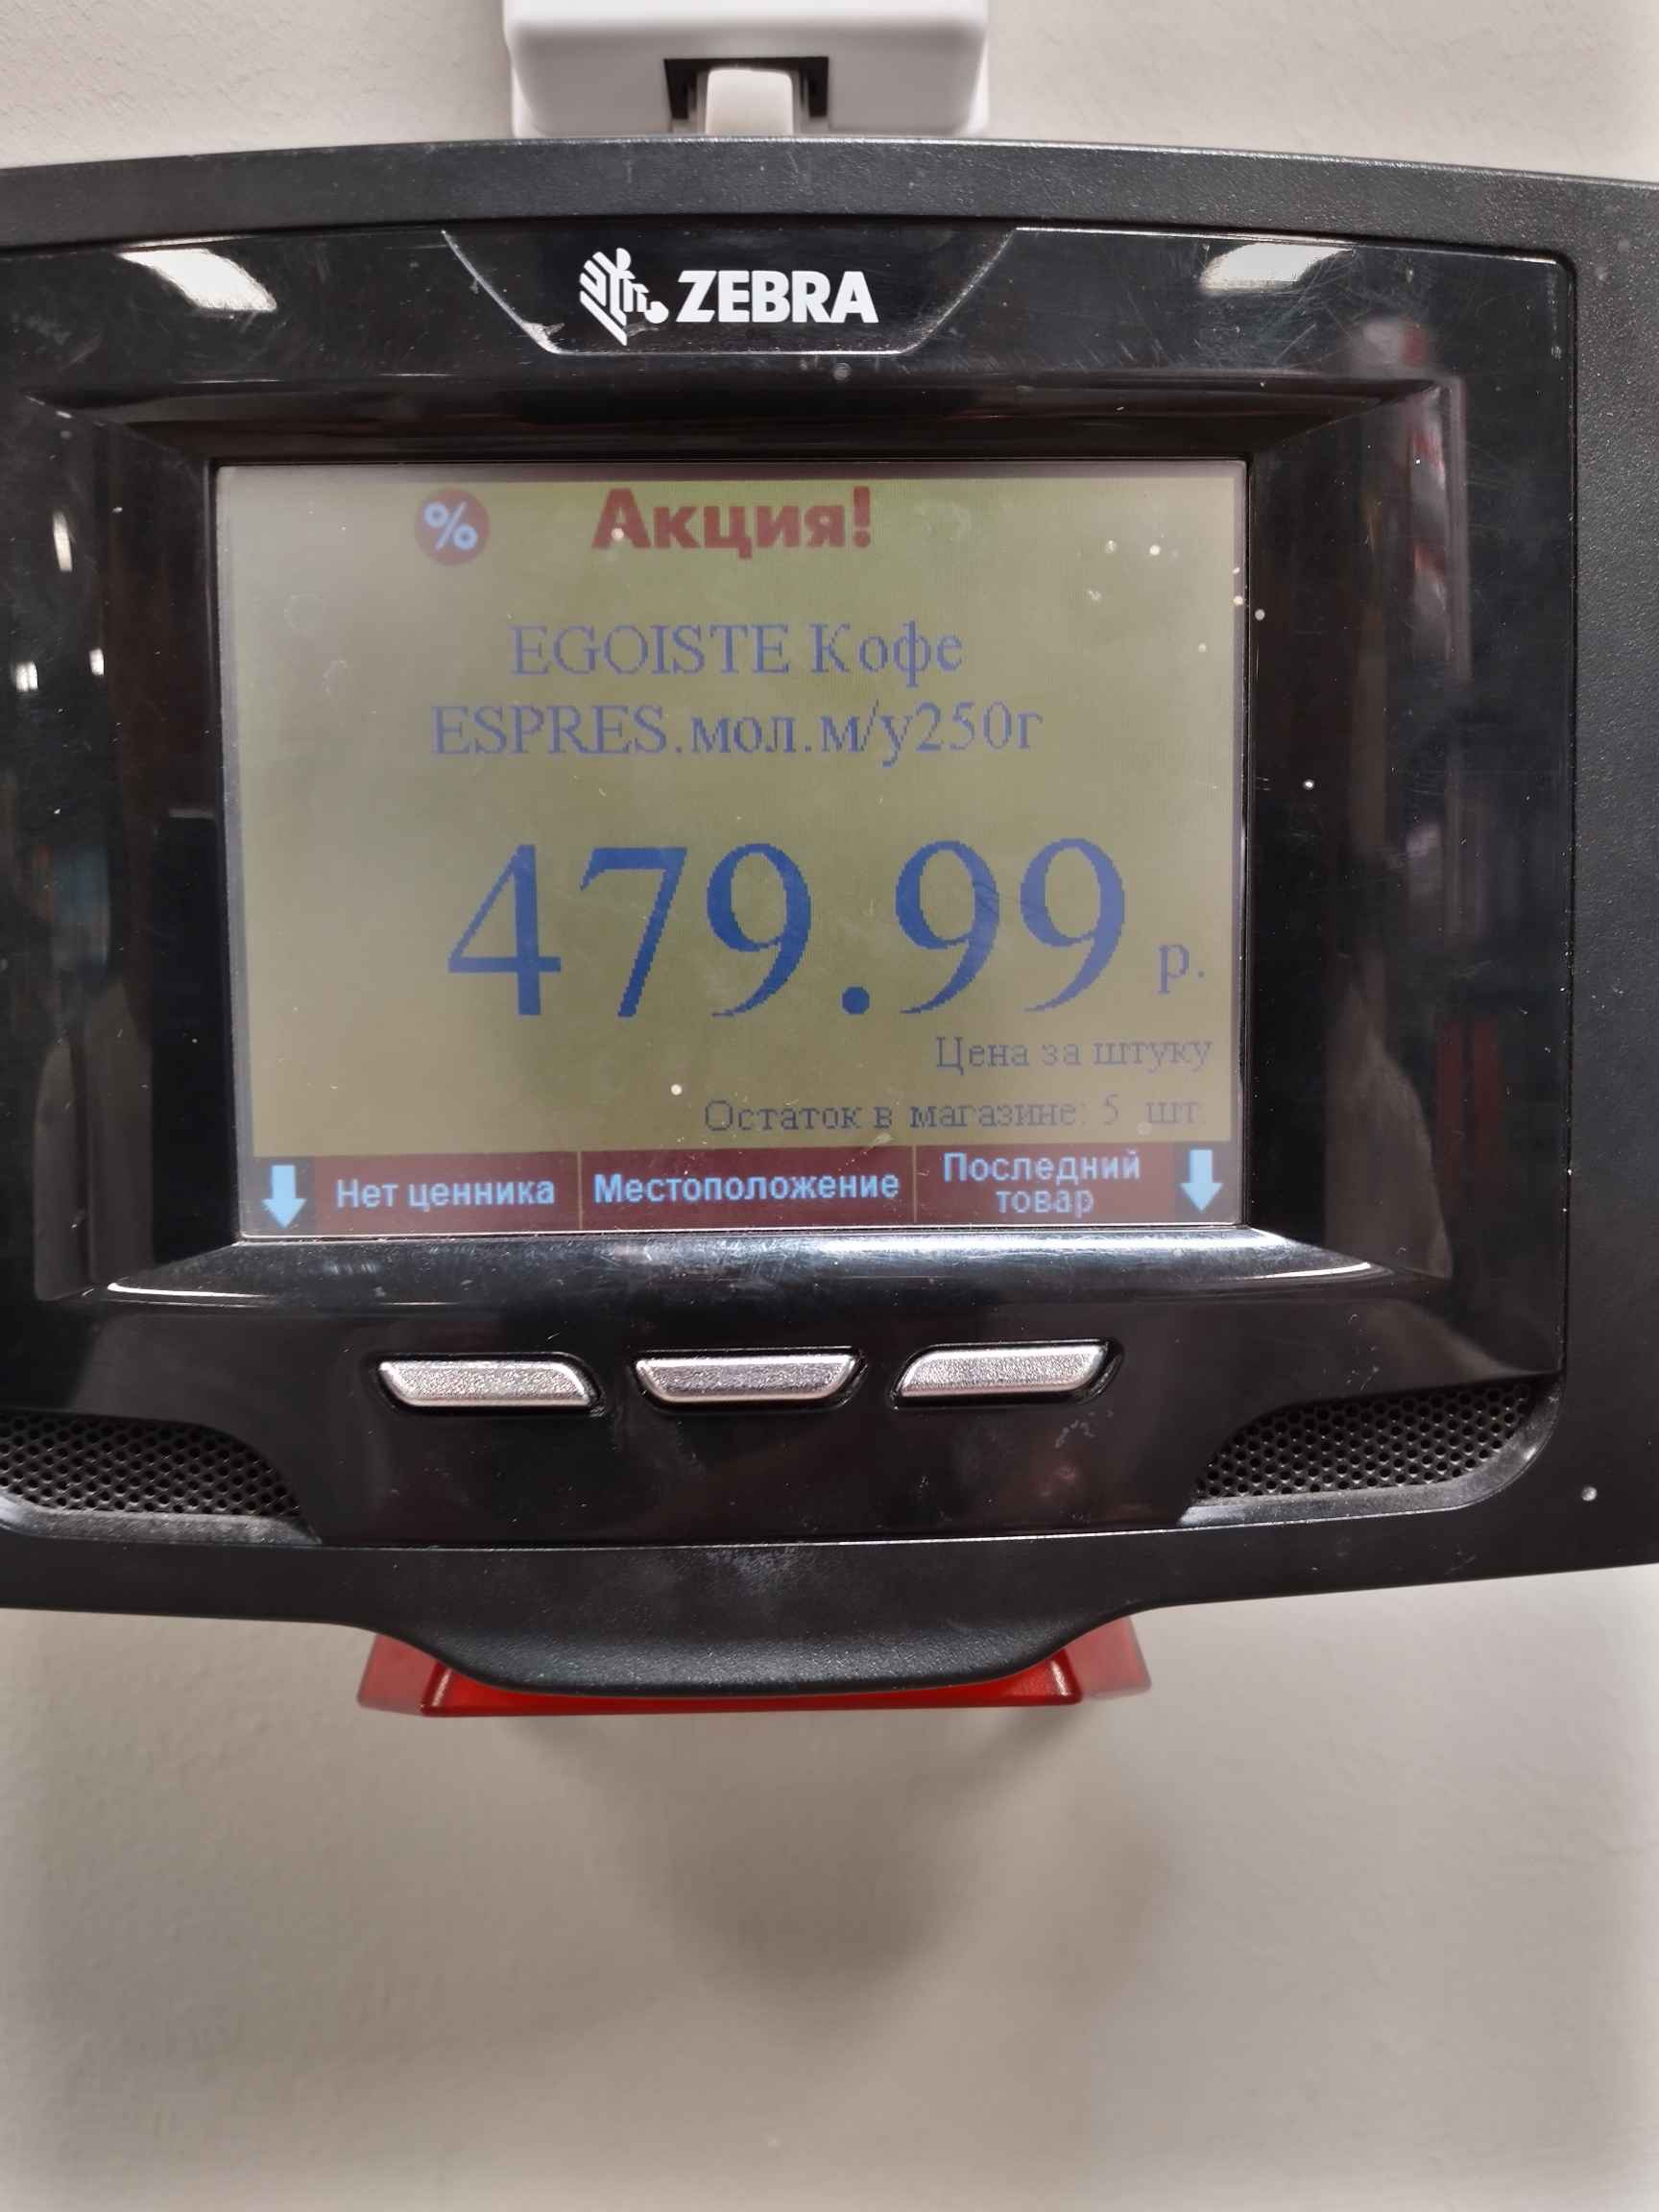 ZEBRA
% Акция!
EGOISTE Кофе
ESPRES.мол.м/у250г
479.99 р.
Цена за штуку
Остаток в магазине: 5 шт
Нет ценника Местоположение Последний товар